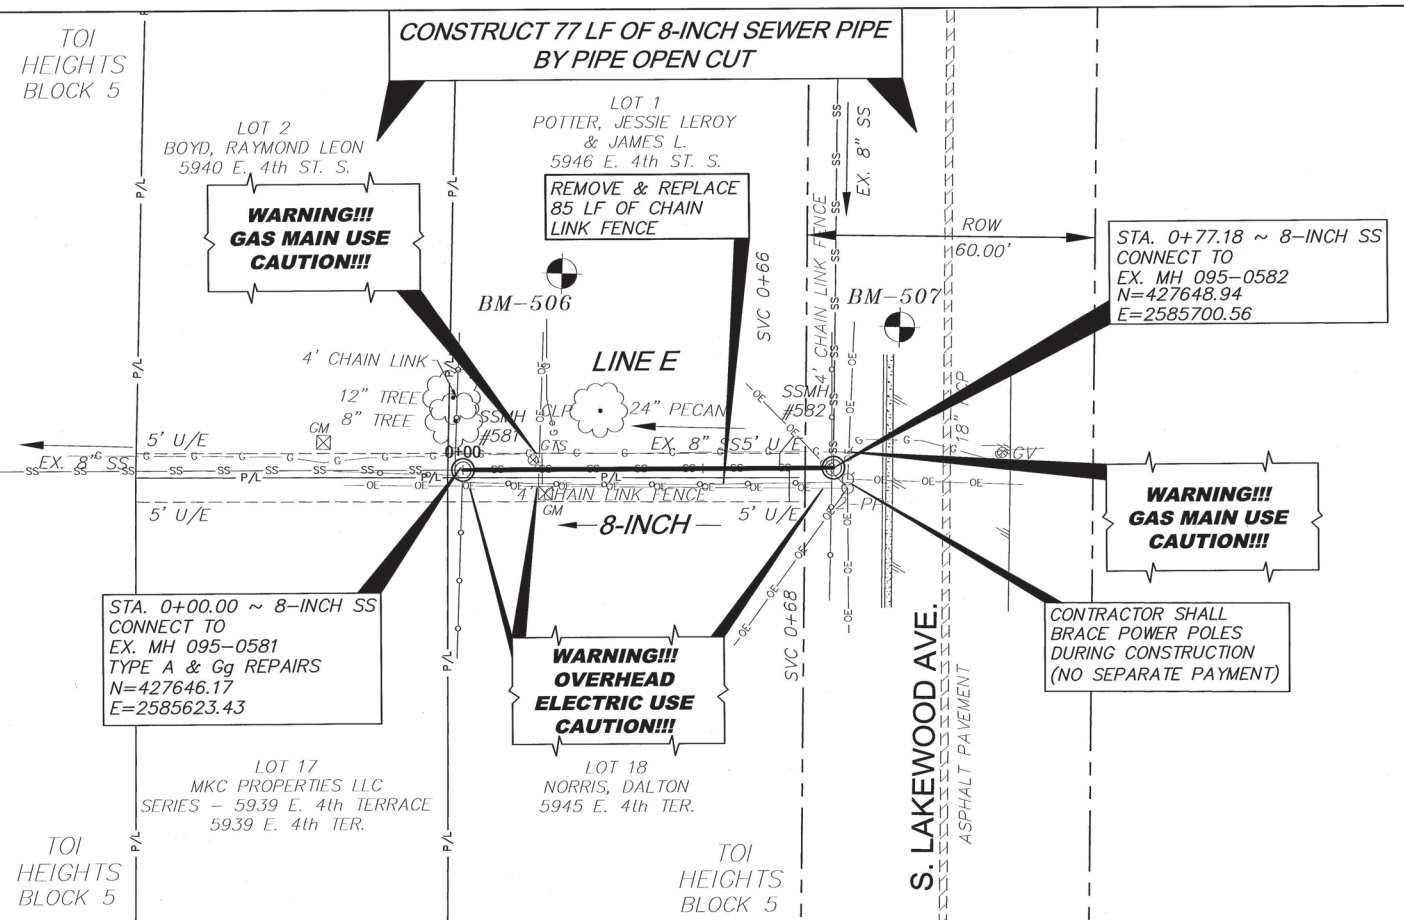 TOI
HEIGHTS
BLOCK 5
CONSTRUCT 77 LF OF 8-INCH SEWER PIPE
BY PIPE OPEN CUT
LOT 2
BOYD, RAYMOND LEON
5940 E. 4th ST. S.
LOT 1
POTTER, JESSIE LEROY
& JAMES L.
5946 E. 4th ST. S.
EX. 8" SS
WARNING!!!
GAS MAIN USE
CAUTION!!!
REMOVE & REPLACE
85 LF OF CHAIN
LINK FENCE
4' CHAIN LINK FENCE
ROW
60.00'
STA. 0+77.18 ~ 8-INCH SS
CONNECT TO
EX. MH 095-0582
N=427648.94
E=2585700.56
BM-506
SVC 0+66
BM-507
LINE E
4' CHAIN LINK
12" TREE
8" TREE
SSMH
#581
0+00
GM
24" PECAN
SSMH
#582
GTS
GV
5' U/E
EX. 8" SS
EX. 8" SS
5' U/E
P/L
P/L
P/L
4' CHAIN LINK FENCE
GM
5' U/E
8-INCH
5' U/E
WARNING!!!
GAS MAIN USE
CAUTION!!!
STA. 0+00.00 ~ 8-INCH SS
CONNECT TO
EX. MH 095-0581
TYPE A & Gg REPAIRS
N=427646.17
E=2585623.43
WARNING!!!
OVERHEAD
ELECTRIC USE
CAUTION!!!
SVC 0+68
CONTRACTOR SHALL
BRACE POWER POLES
DURING CONSTRUCTION
(NO SEPARATE PAYMENT)
S. LAKEWOOD AVE.
ASPHALT PAVEMENT
LOT 17
MKC PROPERTIES LLC
SERIES - 5939 E. 4th TERRACE
5939 E. 4th TER.
LOT 18
NORRIS, DALTON
5945 E. 4th TER.
TOI
HEIGHTS
BLOCK 5
TOI
HEIGHTS
BLOCK 5